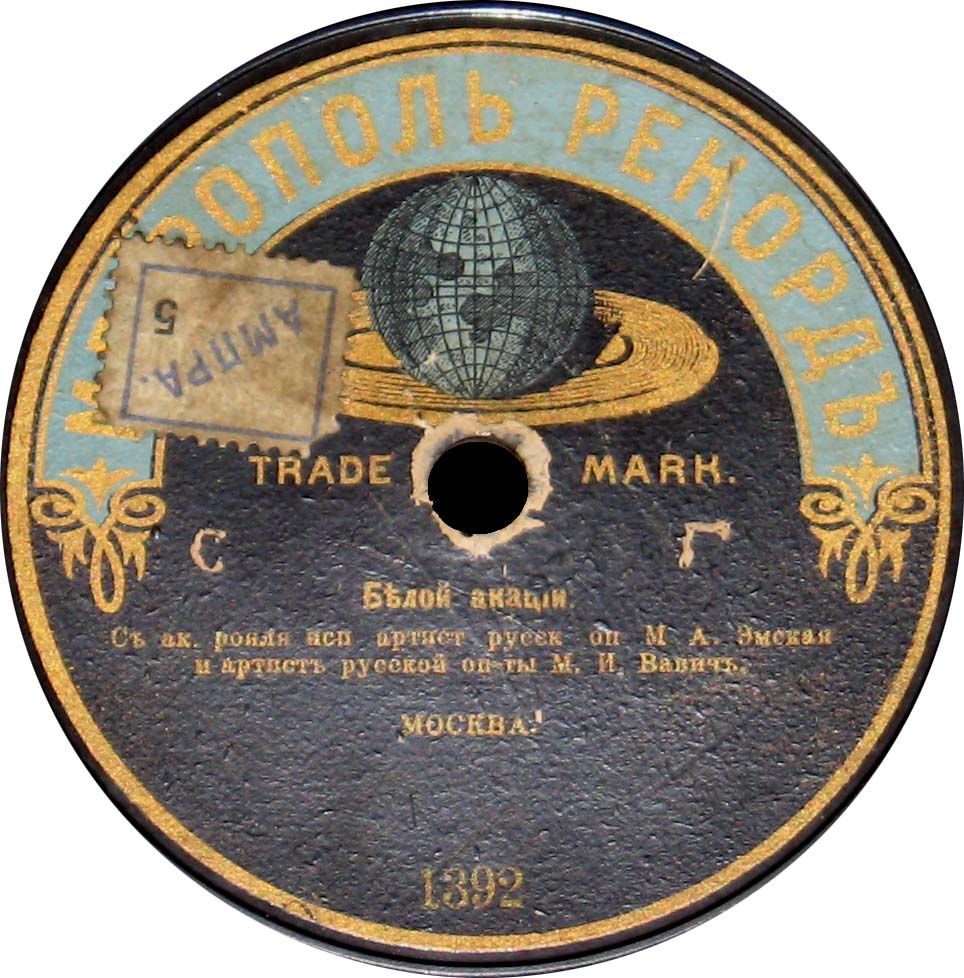 МЕТРОПОЛЬ РЕКОРДЪ
АМПРА.
5
TRADE MARK.
С Г
Бѣлой акаціи.
Съ ак. рояля исп артист русск оп М А. Эмская
и артистъ русской оп-ты М. И. Вавичъ.
МОСКВА.
1392